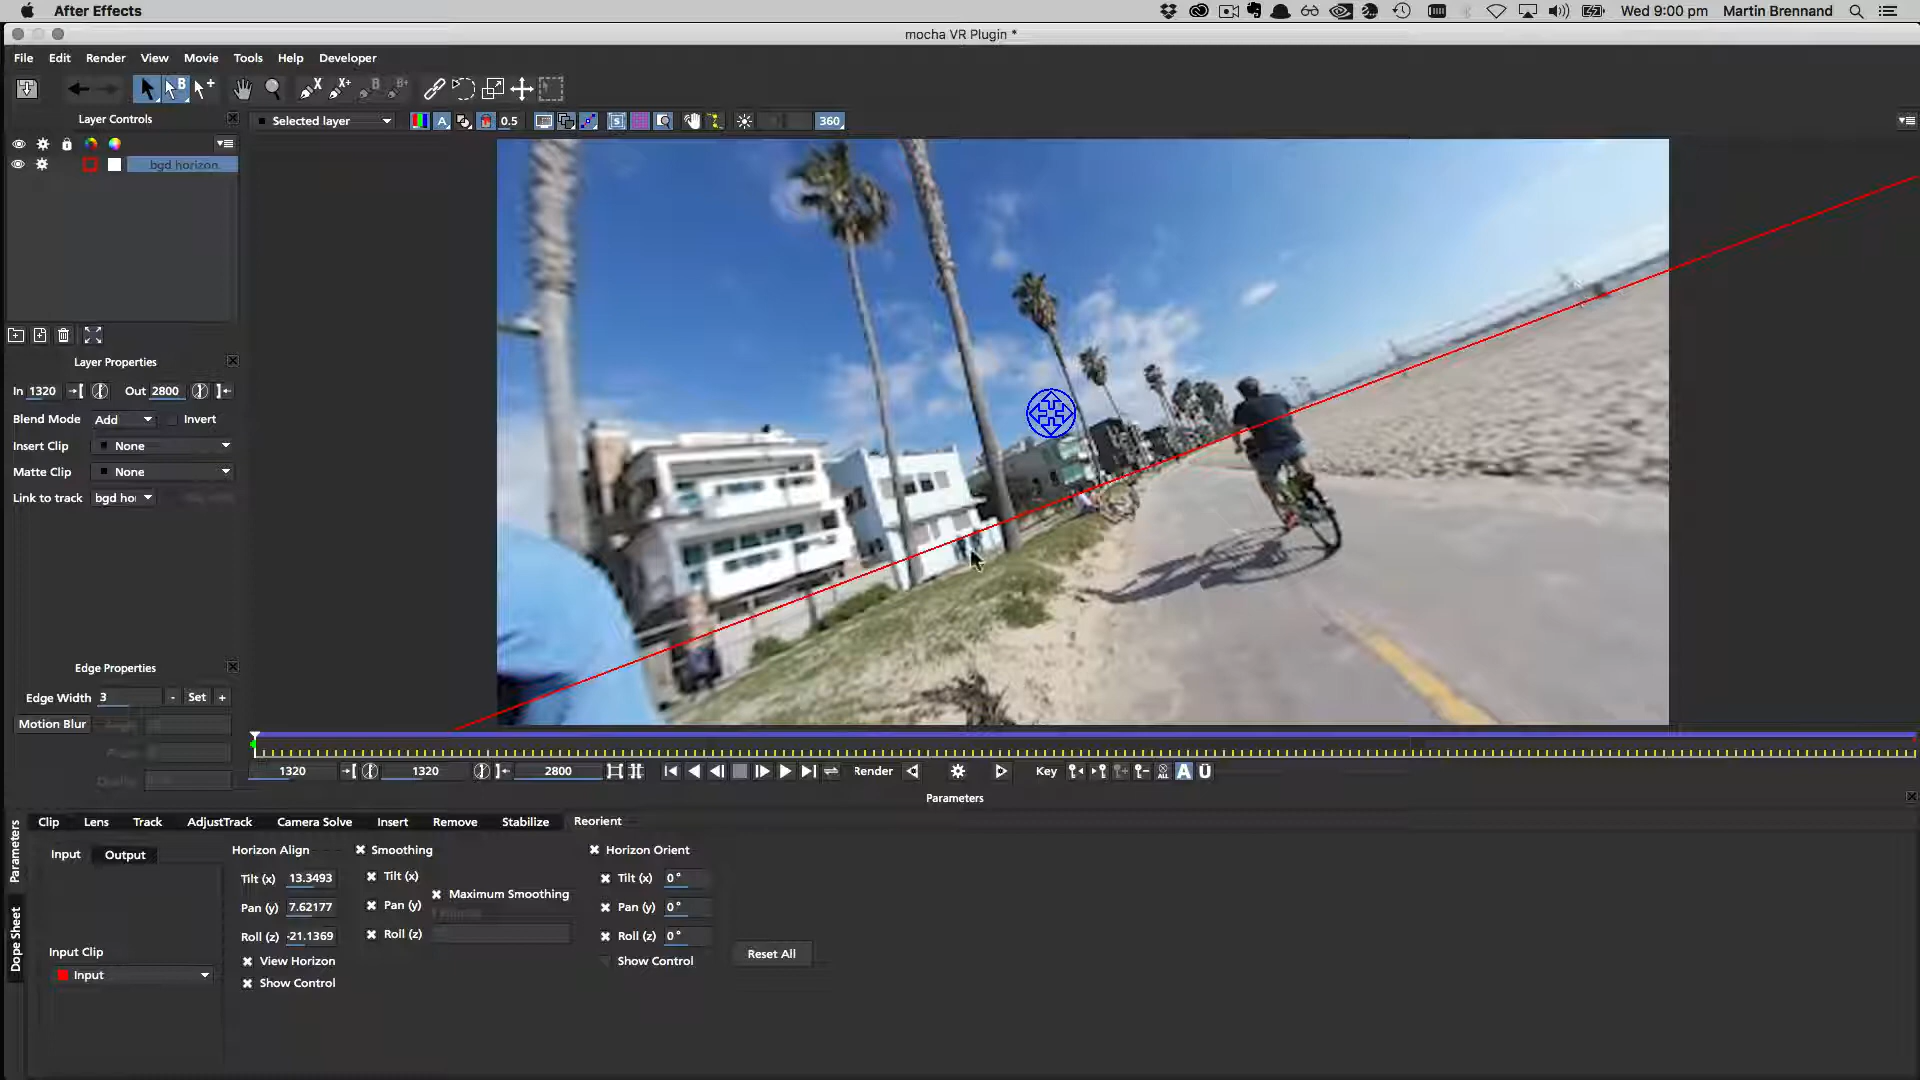 After Effects
Wed 9:00 pm Martin Brennand
mocha VR Plugin *
File Edit Render View Movie Tools Help Developer
Layer Controls
Selected layer
A
0.5
360
bgd horizon
Layer Properties
In 1320 Out 2800
Blend Mode Add Invert
Insert Clip None
Matte Clip None
Link to track bgd hoi
Edge Properties
Edge Width 3 - Set +
Motion Blur
1320 1320 2800 Render Key A Ü
Parameters
Clip Lens Track AdjustTrack Camera Solve Insert Remove Stabilize Reorient
Parameters
Dope Sheet
Input Output
Input Clip
Input
Horizon Align
Tilt (x) 13.3493
Pan (y) 7.62177
Roll (z) -21.1369
View Horizon
Show Control
Smoothing
Tilt (x)
Pan (y)
Roll (z)
Maximum Smoothing
Horizon Orient
Tilt (x) 0°
Pan (y) 0°
Roll (z) 0°
Show Control
Reset All